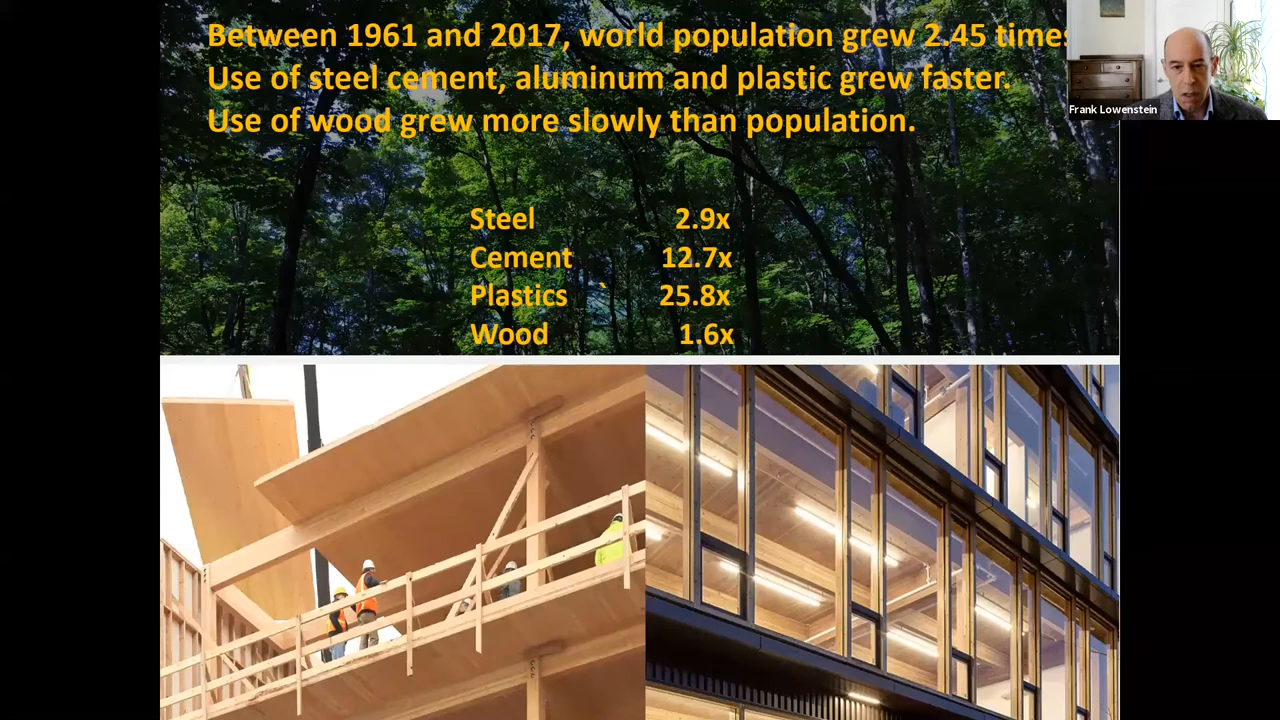 Between 1961 and 2017, world population grew 2.45 times
Use of steel cement, aluminum and plastic grew faster.
Use of wood grew more slowly than population.
Frank Lowenstein
Steel 2.9x
Cement 12.7x
Plastics ` 25.8x
Wood 1.6x